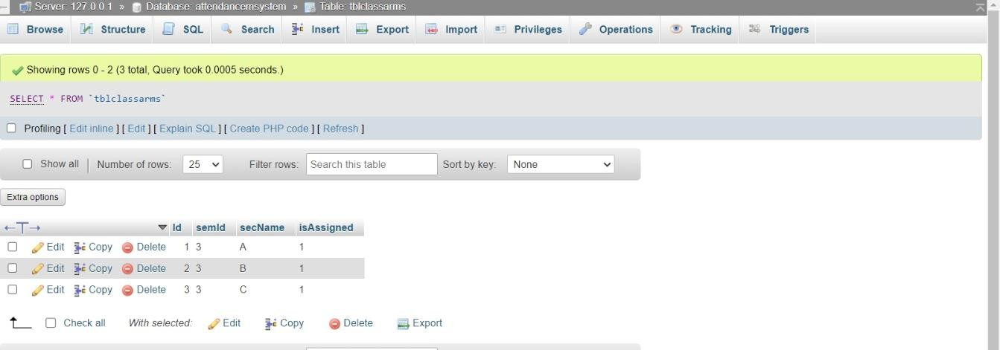 Server: 127.0.0.1 » Database: attendancemsystem » Table: tblclassarms
Browse Structure SQL Search Insert Export Import Privileges Operations Tracking Triggers
Showing rows 0 - 2 (3 total, Query took 0.0005 seconds.)
SELECT * FROM `tblclassarms`
Profiling [ Edit inline ] [ Edit ] [ Explain SQL ] [ Create PHP code ] [ Refresh ]
Show all | Number of rows: 25 Filter rows: Search this table Sort by key: None
Extra options
←T→ Id semId secName isAssigned
Edit Copy Delete 1 3 A 1
Edit Copy Delete 2 3 B 1
Edit Copy Delete 3 3 C 1
Check all With selected: Edit Copy Delete Export